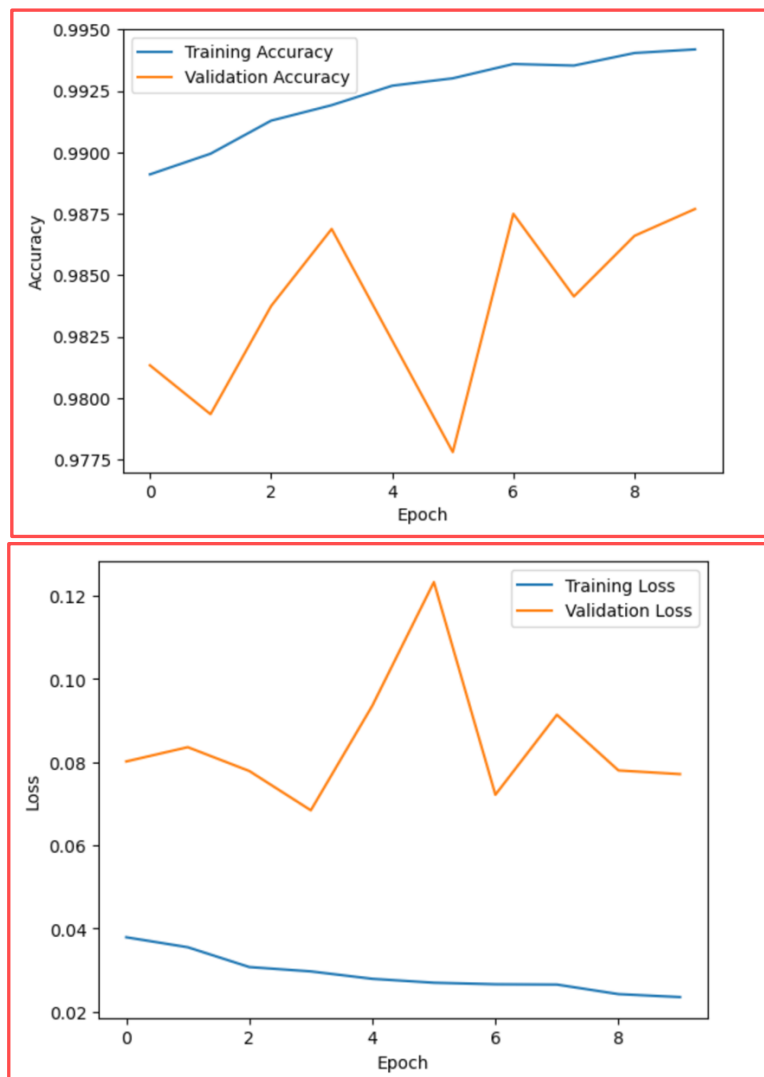 0.9950
Training Accuracy
Validation Accuracy
0.9925
0.9900
0.9875
0.9850
0.9825
0.9800
0.9775
Accuracy
0 2 4 6 8
Epoch
Training Loss
Validation Loss
0.12
0.10
0.08
0.06
0.04
0.02
Loss
0 2 4 6 8
Epoch